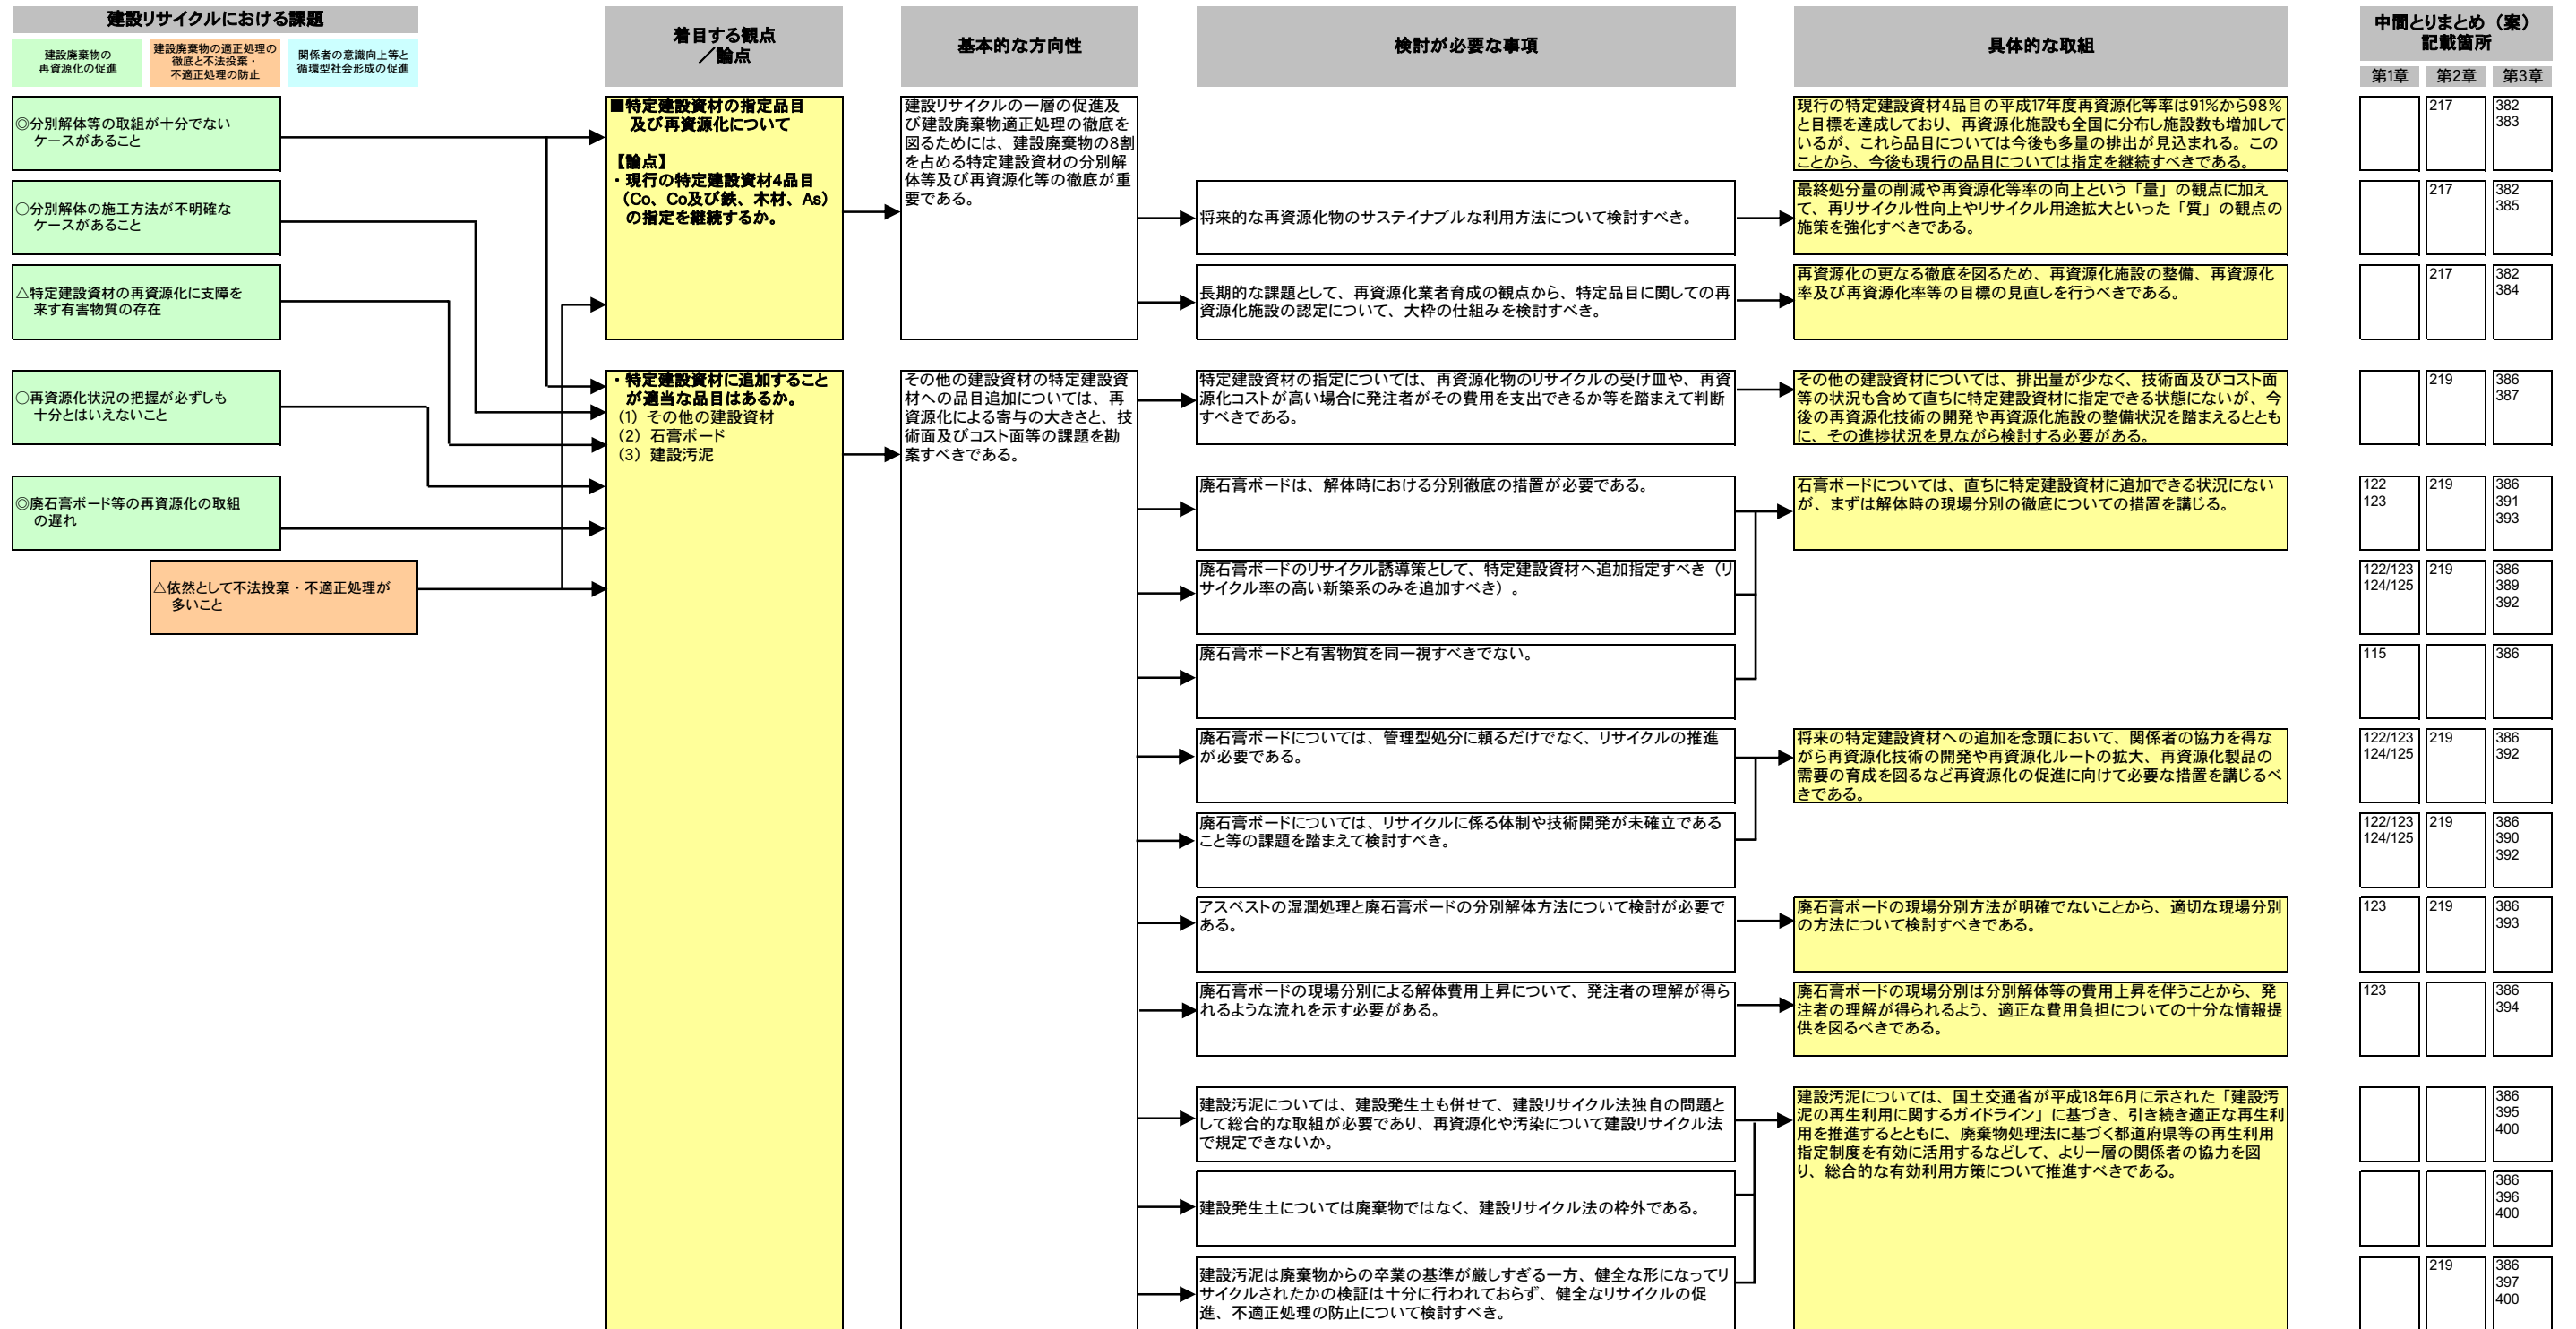 建設リサイクルにおける課題
建設廃棄物の
再資源化の促進
建設廃棄物の適正処理の
徹底と不法投棄・
不適正処理の防止
関係者の意識向上等と
循環型社会形成の促進
着目する観点
／論点
基本的な方向性
検討が必要な事項
具体的な取組
中間とりまとめ（案）
記載箇所
第1章
第2章
第3章
◎分別解体等の取組が十分でない
ケースがあること
○分別解体の施工方法が不明確な
ケースがあること
△特定建設資材の再資源化に支障を
来す有害物質の存在
○再資源化状況の把握が必ずしも
十分とはいえないこと
◎廃石膏ボード等の再資源化の取組
の遅れ
△依然として不法投棄・不適正処理が
多いこと
■特定建設資材の指定品目
及び再資源化について
【論点】
・現行の特定建設資材4品目
（Co、Co及び鉄、木材、As）
の指定を継続するか。
・特定建設資材に追加すること
が適当な品目はあるか。
（1）その他の建設資材
（2）石膏ボード
（3）建設汚泥
建設リサイクルの一層の促進及
び建設廃棄物適正処理の徹底を
図るためには、建設廃棄物の8割
を占める特定建設資材の分別解
体等及び再資源化等の徹底が重
要である。
その他の建設資材の特定建設資
材への品目追加については、再
資源化による寄与の大きさと、技
術面及びコスト面等の課題を勘
案すべきである。
現行の特定建設資材4品目の平成17年度再資源化等率は91%から98%
と目標を達成しており、再資源化施設も全国に分布し施設数も増加して
いるが、これら品目については今後も多量の排出が見込まれる。この
ことから、今後も現行の品目については指定を継続すべきである。
217
382
383
将来的な再資源化物のサステイナブルな利用方法について検討すべき。
最終処分量の削減や再資源化等率の向上という「量」の観点に加え
て、再リサイクル性向上やリサイクル用途拡大といった「質」の観点の
施策を強化すべきである。
217
382
385
長期的な課題として、再資源化業者育成の観点から、特定品目に関しての再
資源化施設の認定について、大枠の仕組みを検討すべき。
再資源化の更なる徹底を図るため、再資源化施設の整備、再資源化
率及び再資源化率等の目標の見直しを行うべきである。
217
382
384
特定建設資材の指定については、再資源化物のリサイクルの受け皿や、再資
源化コストが高い場合に発注者がその費用を支出できるか等を踏まえて判断
すべきである。
その他の建設資材については、排出量が少なく、技術面及びコスト面
等の状況も含めて直ちに特定建設資材に指定できる状態にないが、今
後の再資源化技術の開発や再資源化施設の整備状況を踏まえるととも
に、その進捗状況を見ながら検討する必要がある。
219
386
387
廃石膏ボードは、解体時における分別徹底の措置が必要である。
石膏ボードについては、直ちに特定建設資材に追加できる状況にない
が、まずは解体時の現場分別の徹底についての措置を講じる。
122
123
219
386
391
393
廃石膏ボードのリサイクル誘導策として、特定建設資材へ追加指定すべき（リ
サイクル率の高い新築系のみを追加すべき）。
122/123
124/125
219
386
389
392
廃石膏ボードと有害物質を同一視すべきでない。
115
386
廃石膏ボードについては、管理型処分に頼るだけでなく、リサイクルの推進
が必要である。
将来の特定建設資材への追加を念頭において、関係者の協力を得な
がら再資源化技術の開発や再資源化ルートの拡大、再資源化製品の
需要の育成を図るなど再資源化の促進に向けて必要な措置を講じるべ
きである。
122/123
124/125
219
386
392
廃石膏ボードについては、リサイクルに係る体制や技術開発が未確立である
こと等の課題を踏まえて検討すべき。
122/123
124/125
219
386
390
392
アスベストの湿潤処理と廃石膏ボードの分別解体方法について検討が必要で
ある。
廃石膏ボードの現場分別方法が明確でないことから、適切な現場分別
の方法について検討すべきである。
123
219
386
393
廃石膏ボードの現場分別による解体費用上昇について、発注者の理解が得ら
れるような流れを示す必要がある。
廃石膏ボードの現場分別は分別解体等の費用上昇を伴うことから、発
注者の理解が得られるよう、適正な費用負担についての十分な情報提
供を図るべきである。
123
386
394
建設汚泥については、建設発生土も併せて、建設リサイクル法独自の問題と
して総合的な取組が必要であり、再資源化や汚染について建設リサイクル法
で規定できないか。
建設汚泥については、国土交通省が平成18年6月に示された「建設汚
泥の再生利用に関するガイドライン」に基づき、引き続き適正な再生利
用を推進するとともに、廃棄物処理法に基づく都道府県等の再生利用
指定制度を有効に活用するなどして、より一層の関係者の協力を図
り、総合的な有効利用方策について推進すべきである。
386
395
400
建設発生土については廃棄物ではなく、建設リサイクル法の枠外である。
386
396
400
建設汚泥は廃棄物からの卒業の基準が厳しすぎる一方、健全な形になってリ
サイクルされたかの検証は十分に行われておらず、健全なリサイクルの促
進、不適正処理の防止について検討すべき。
219
386
397
400